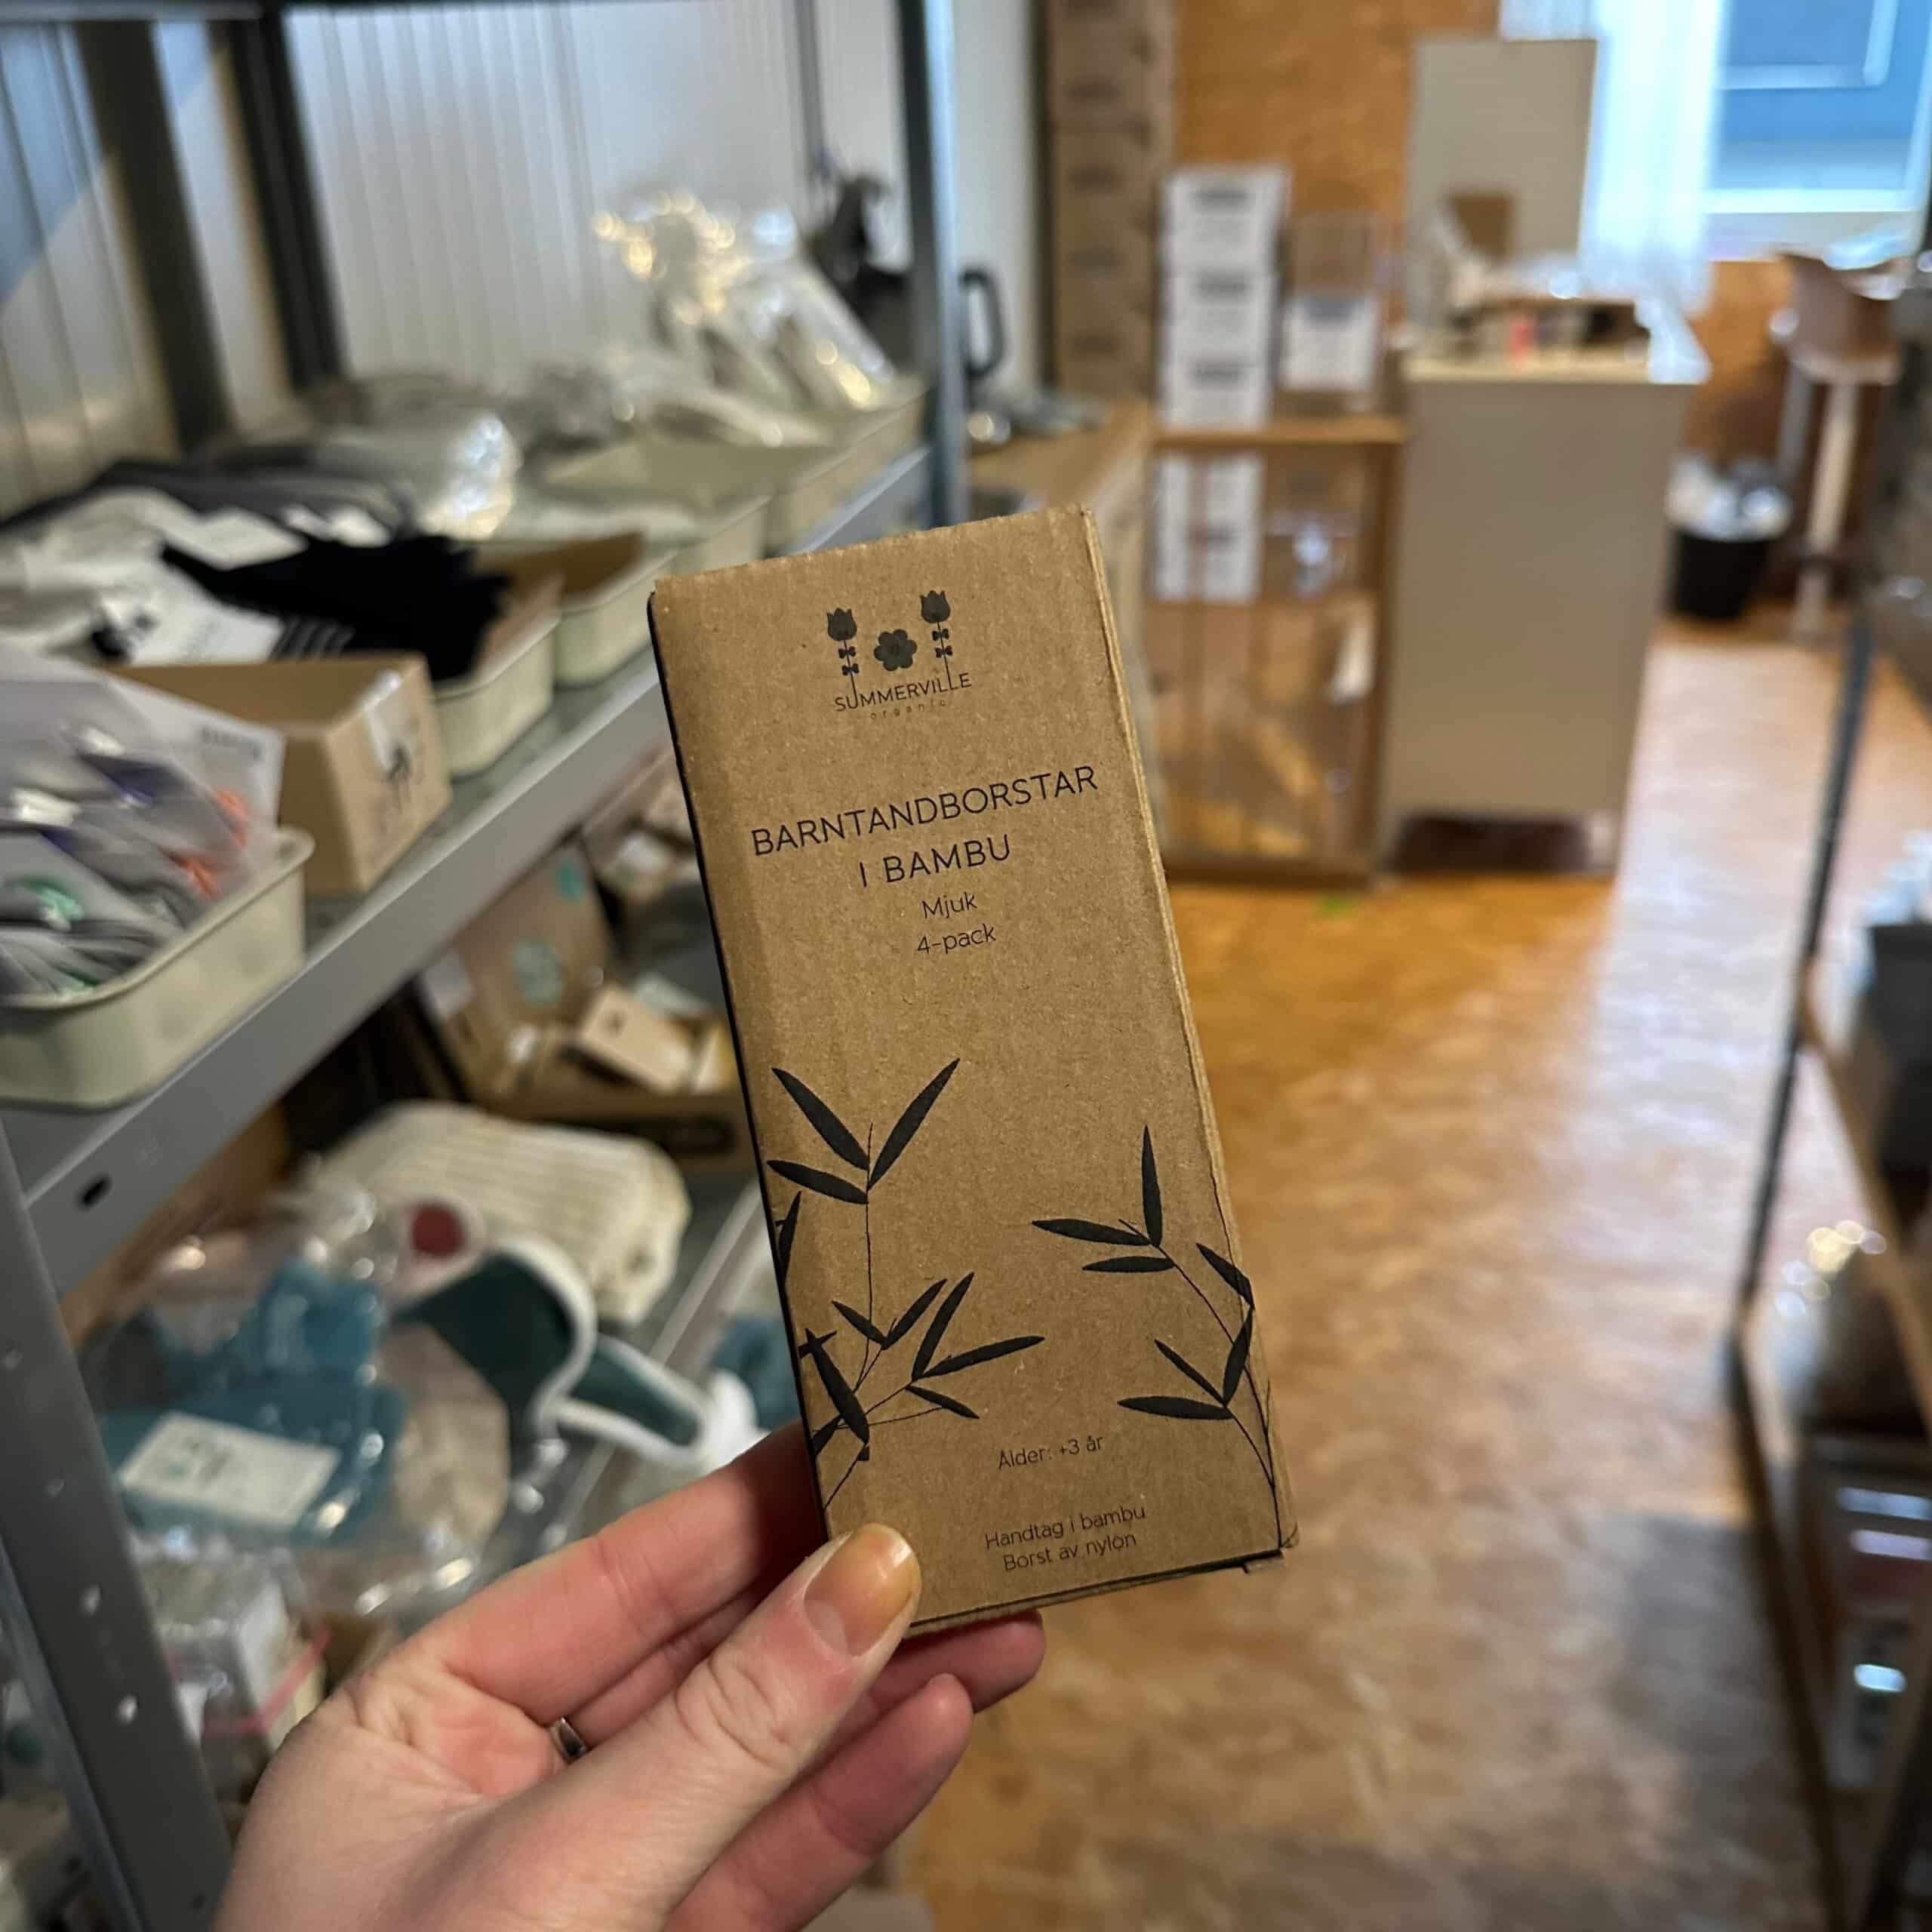 SUMMERVILLE
organic
BARNTANDBORSTAR
I BAMBU
Mjuk
4-pack
Ålder: +3 år
Handtag i bambu
Borst av nylon